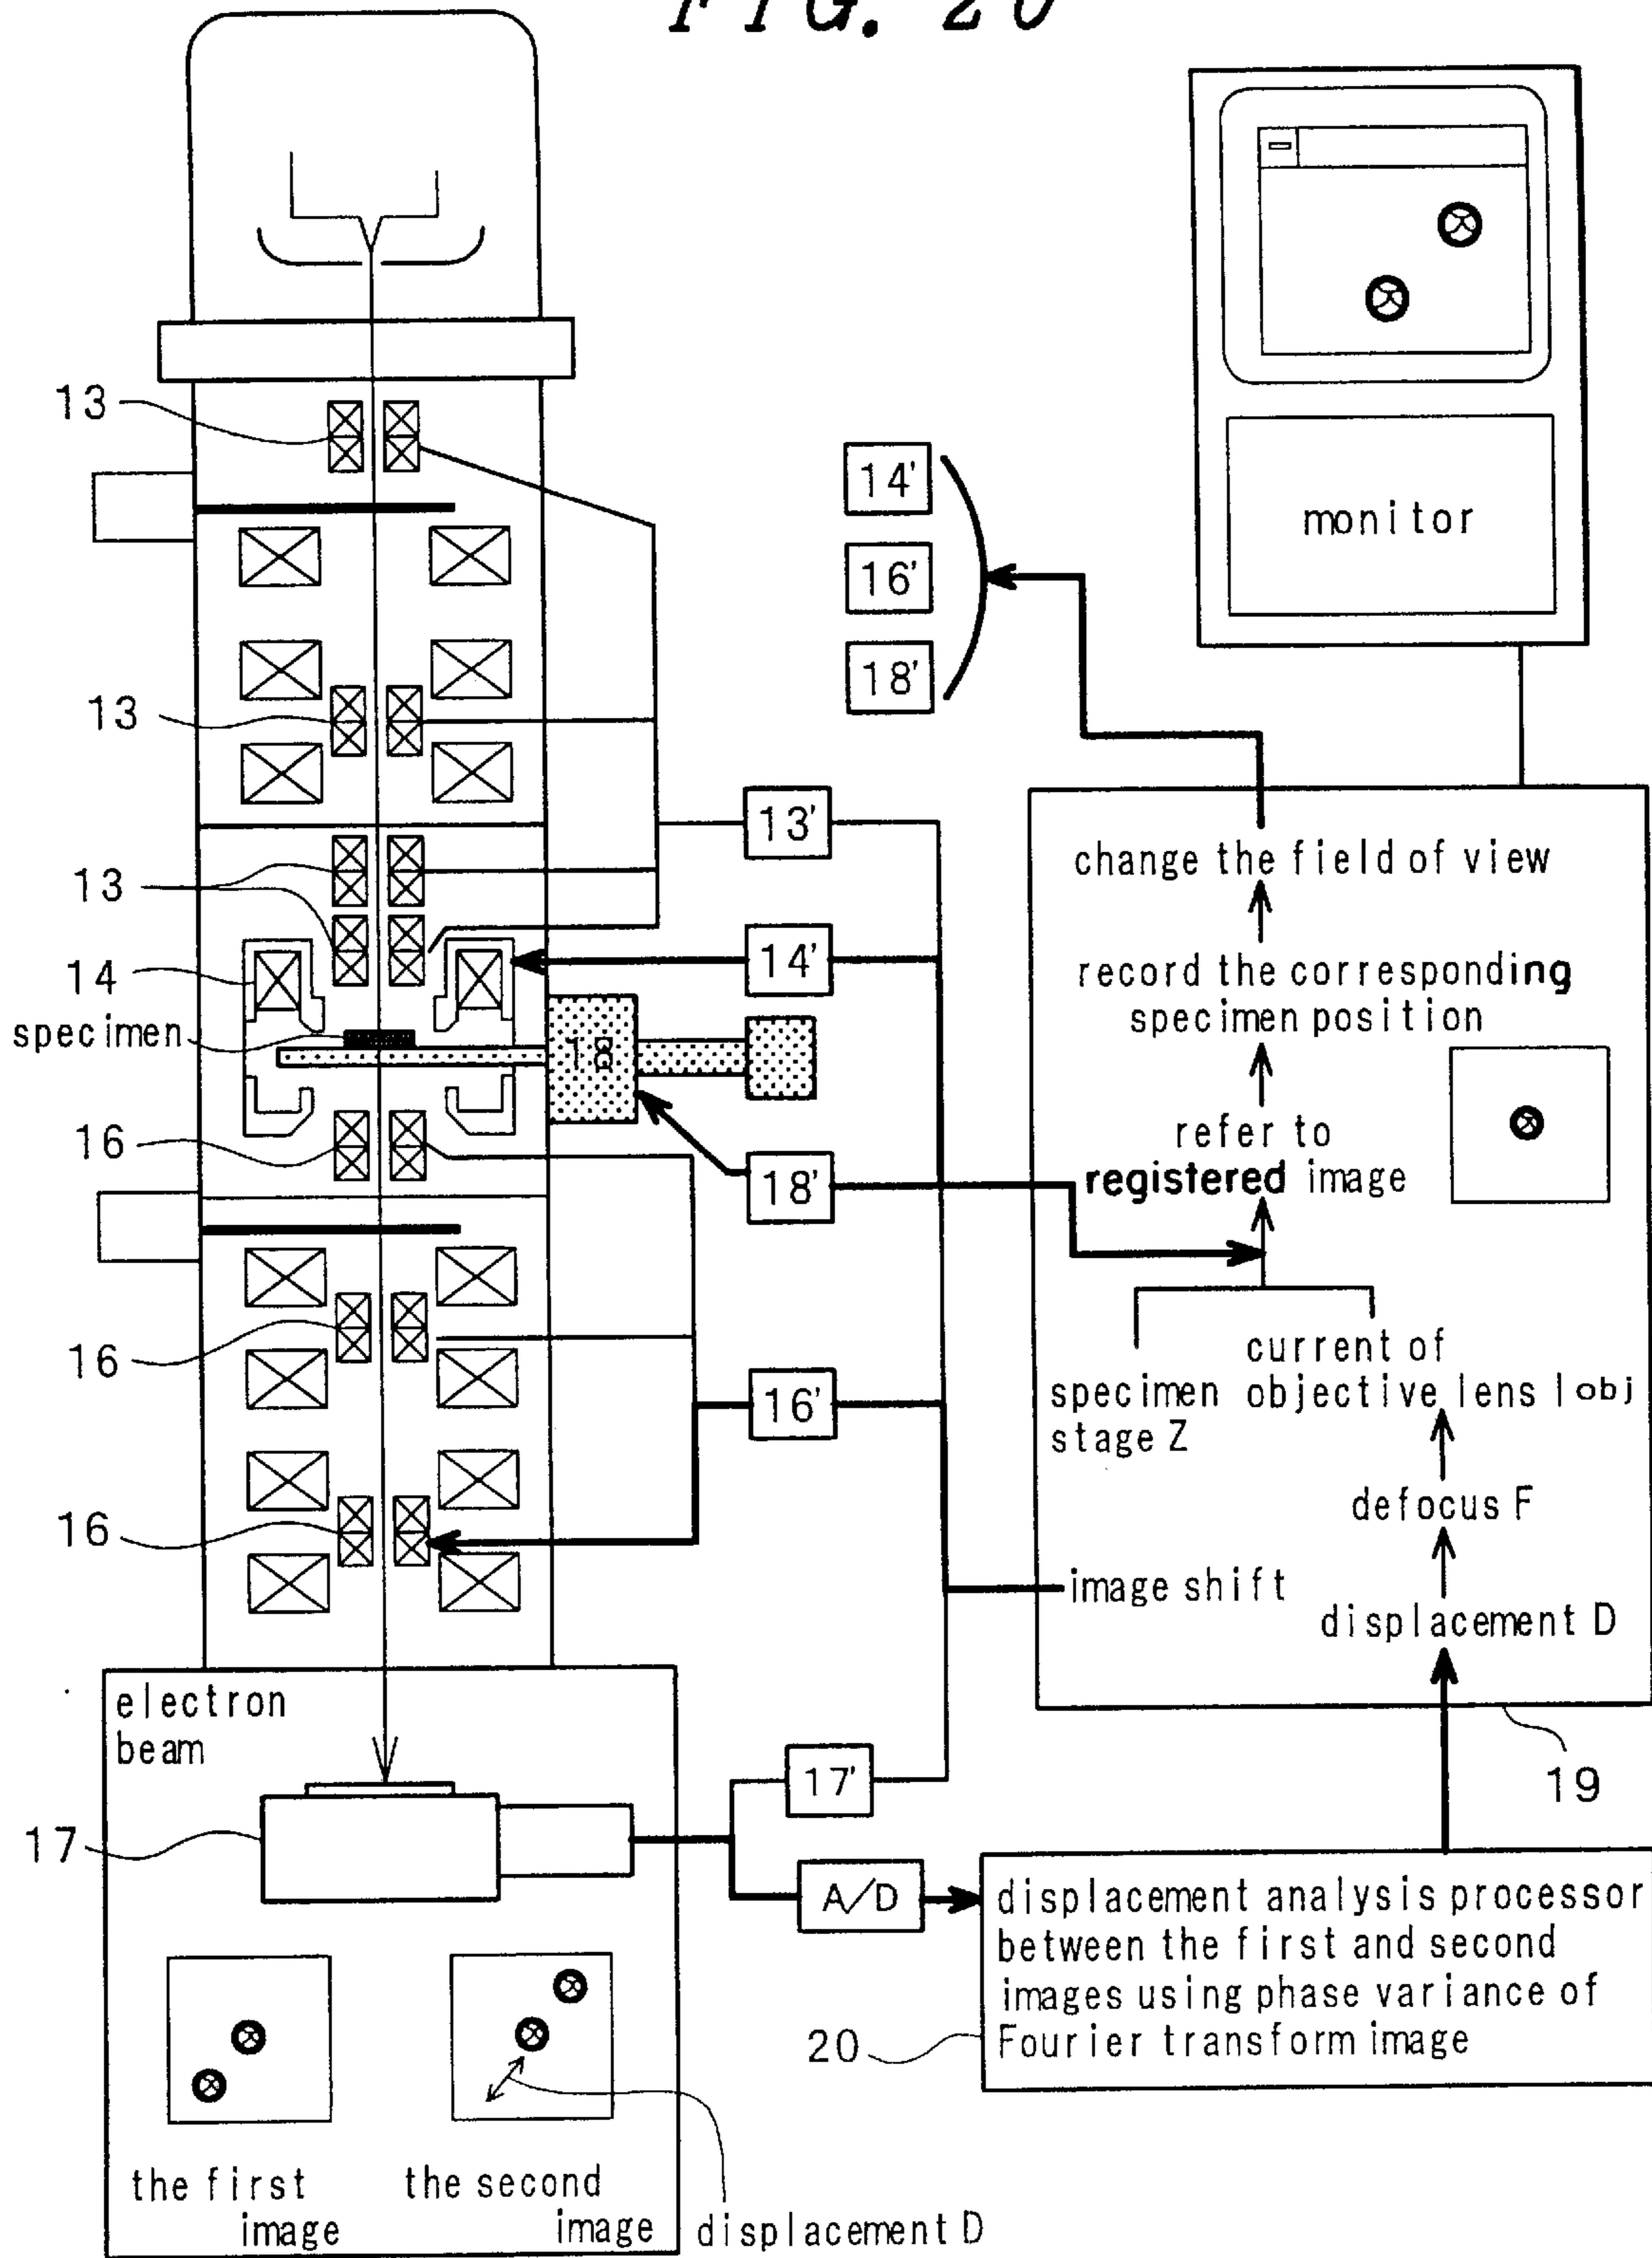 FIG. 20
13
14'
16'
18'
monitor
13
13'
13
14'
14
specimen
18
16
18'
16
16'
16
change the field of view
record the corresponding
specimen position
refer to
registered image
current of
specimen objective lens Iobj
stage Z
defocus F
image shift
displacement D
19
electron
beam
17'
17
A/D
displacement analysis processor
between the first and second
images using phase variance of
Fourier transform image
20
the first
image
the second
image
displacement D